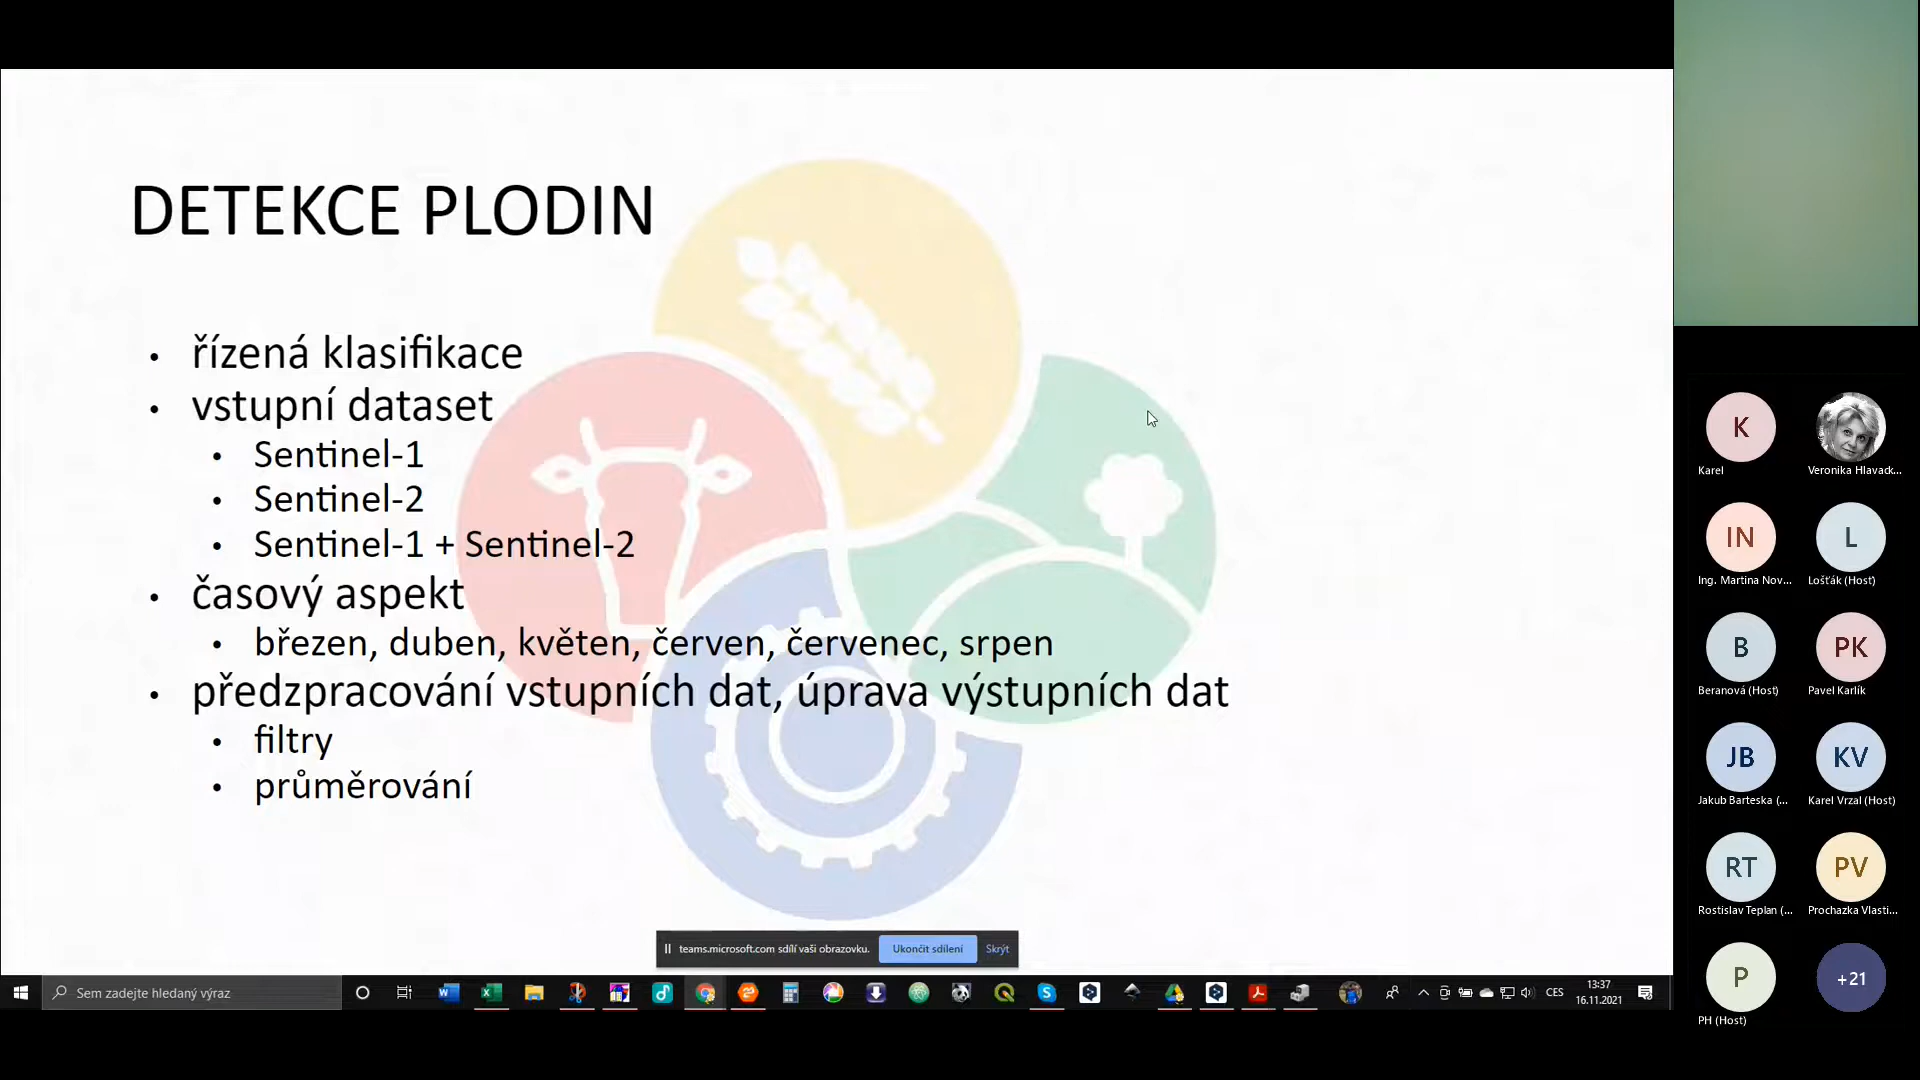 DETEKCE PLODIN
• řízená klasifikace
• vstupní dataset
• Sentinel-1
• Sentinel-2
• Sentinel-1 + Sentinel-2
• časový aspekt
• březen, duben, květen, červen, červenec, srpen
• předzpracování vstupních dat, úprava výstupních dat
• filtry
• průměrování
teams.microsoft.com sdílí vaši obrazovku. Ukončit sdílení Skrýt
Sem zadejte hledaný výraz
CES
13:37
16.11.2021
K
Karel
Veronika Hlavack...
IN
Ing. Martina Nov...
L
Lošťák (Host)
B
Beranová (Host)
PK
Pavel Karlík
JB
Jakub Barteska (...
KV
Karel Vrzal (Host)
RT
Rostislav Teplan (...
PV
Prochazka Vlasti...
P
PH (Host)
+21